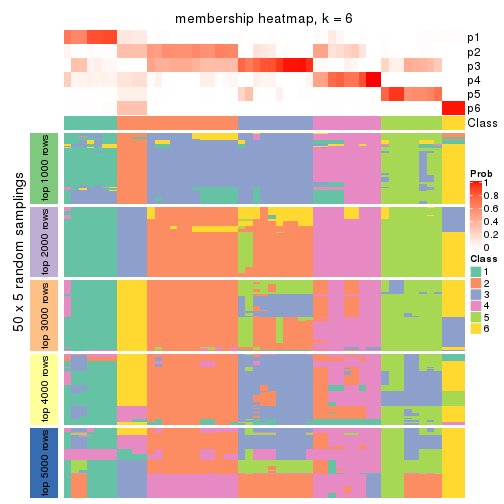 membership heatmap, k = 6
p1
p2
p3
p4
p5
p6
Class
50 x 5 random samplings
top 1000 rows
top 2000 rows
top 3000 rows
top 4000 rows
top 5000 rows
Prob
1
0.8
0.6
0.4
0.2
0
Class
1
2
3
4
5
6